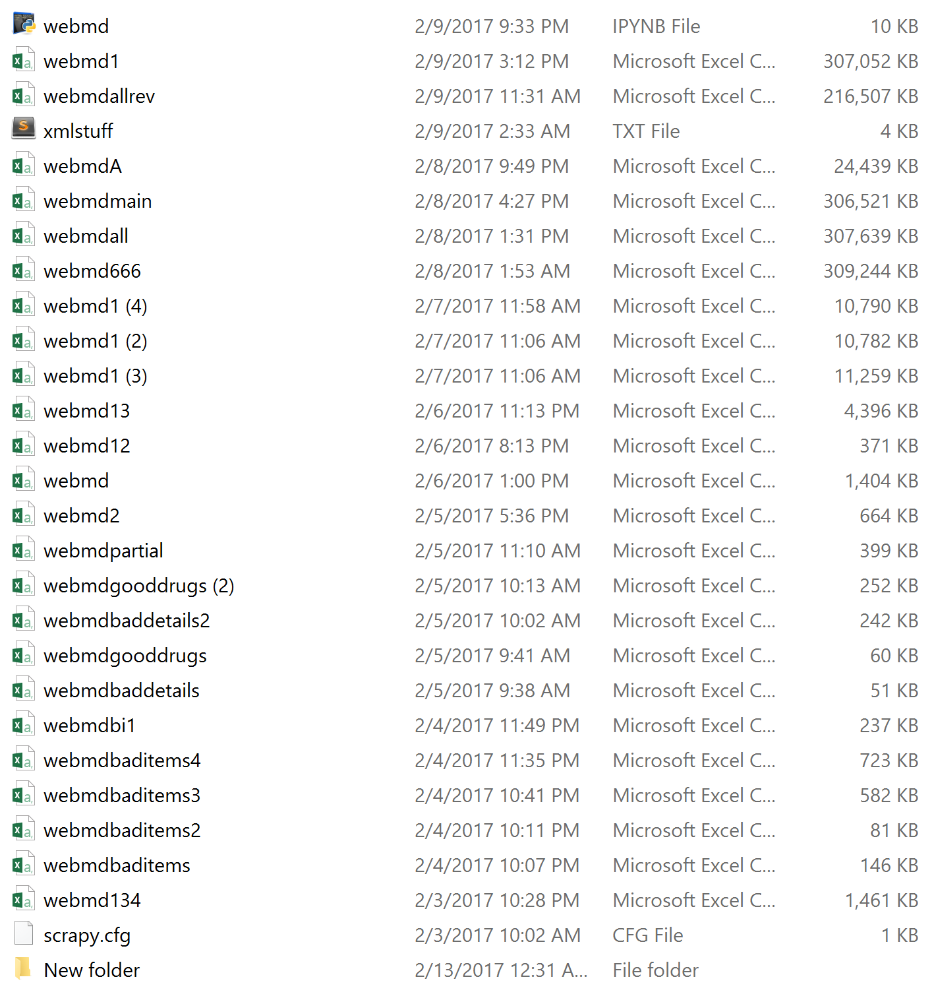 webmd 2/9/2017 9:33 PM IPYNB File 10 KB
webmd1 2/9/2017 3:12 PM Microsoft Excel C... 307,052 KB
webmdallrev 2/9/2017 11:31 AM Microsoft Excel C... 216,507 KB
xmlstuff 2/9/2017 2:33 AM TXT File 4 KB
webmdA 2/8/2017 9:49 PM Microsoft Excel C... 24,439 KB
webmdmain 2/8/2017 4:27 PM Microsoft Excel C... 306,521 KB
webmdall 2/8/2017 1:31 PM Microsoft Excel C... 307,639 KB
webmd666 2/8/2017 1:53 AM Microsoft Excel C... 309,244 KB
webmd1 (4) 2/7/2017 11:58 AM Microsoft Excel C... 10,790 KB
webmd1 (2) 2/7/2017 11:06 AM Microsoft Excel C... 10,782 KB
webmd1 (3) 2/7/2017 11:06 AM Microsoft Excel C... 11,259 KB
webmd13 2/6/2017 11:13 PM Microsoft Excel C... 4,396 KB
webmd12 2/6/2017 8:13 PM Microsoft Excel C... 371 KB
webmd 2/6/2017 1:00 PM Microsoft Excel C... 1,404 KB
webmd2 2/5/2017 5:36 PM Microsoft Excel C... 664 KB
webmdpartial 2/5/2017 11:10 AM Microsoft Excel C... 399 KB
webmdgooddrugs (2) 2/5/2017 10:13 AM Microsoft Excel C... 252 KB
webmdbaddetails2 2/5/2017 10:02 AM Microsoft Excel C... 242 KB
webmdgooddrugs 2/5/2017 9:41 AM Microsoft Excel C... 60 KB
webmdbaddetails 2/5/2017 9:38 AM Microsoft Excel C... 51 KB
webmdbi1 2/4/2017 11:49 PM Microsoft Excel C... 237 KB
webmdbaditems4 2/4/2017 11:35 PM Microsoft Excel C... 723 KB
webmdbaditems3 2/4/2017 10:41 PM Microsoft Excel C... 582 KB
webmdbaditems2 2/4/2017 10:11 PM Microsoft Excel C... 81 KB
webmdbaditems 2/4/2017 10:07 PM Microsoft Excel C... 146 KB
webmd134 2/3/2017 10:28 PM Microsoft Excel C... 1,461 KB
scrapy.cfg 2/3/2017 10:02 AM CFG File 1 KB
New folder 2/13/2017 12:31 A... File folder